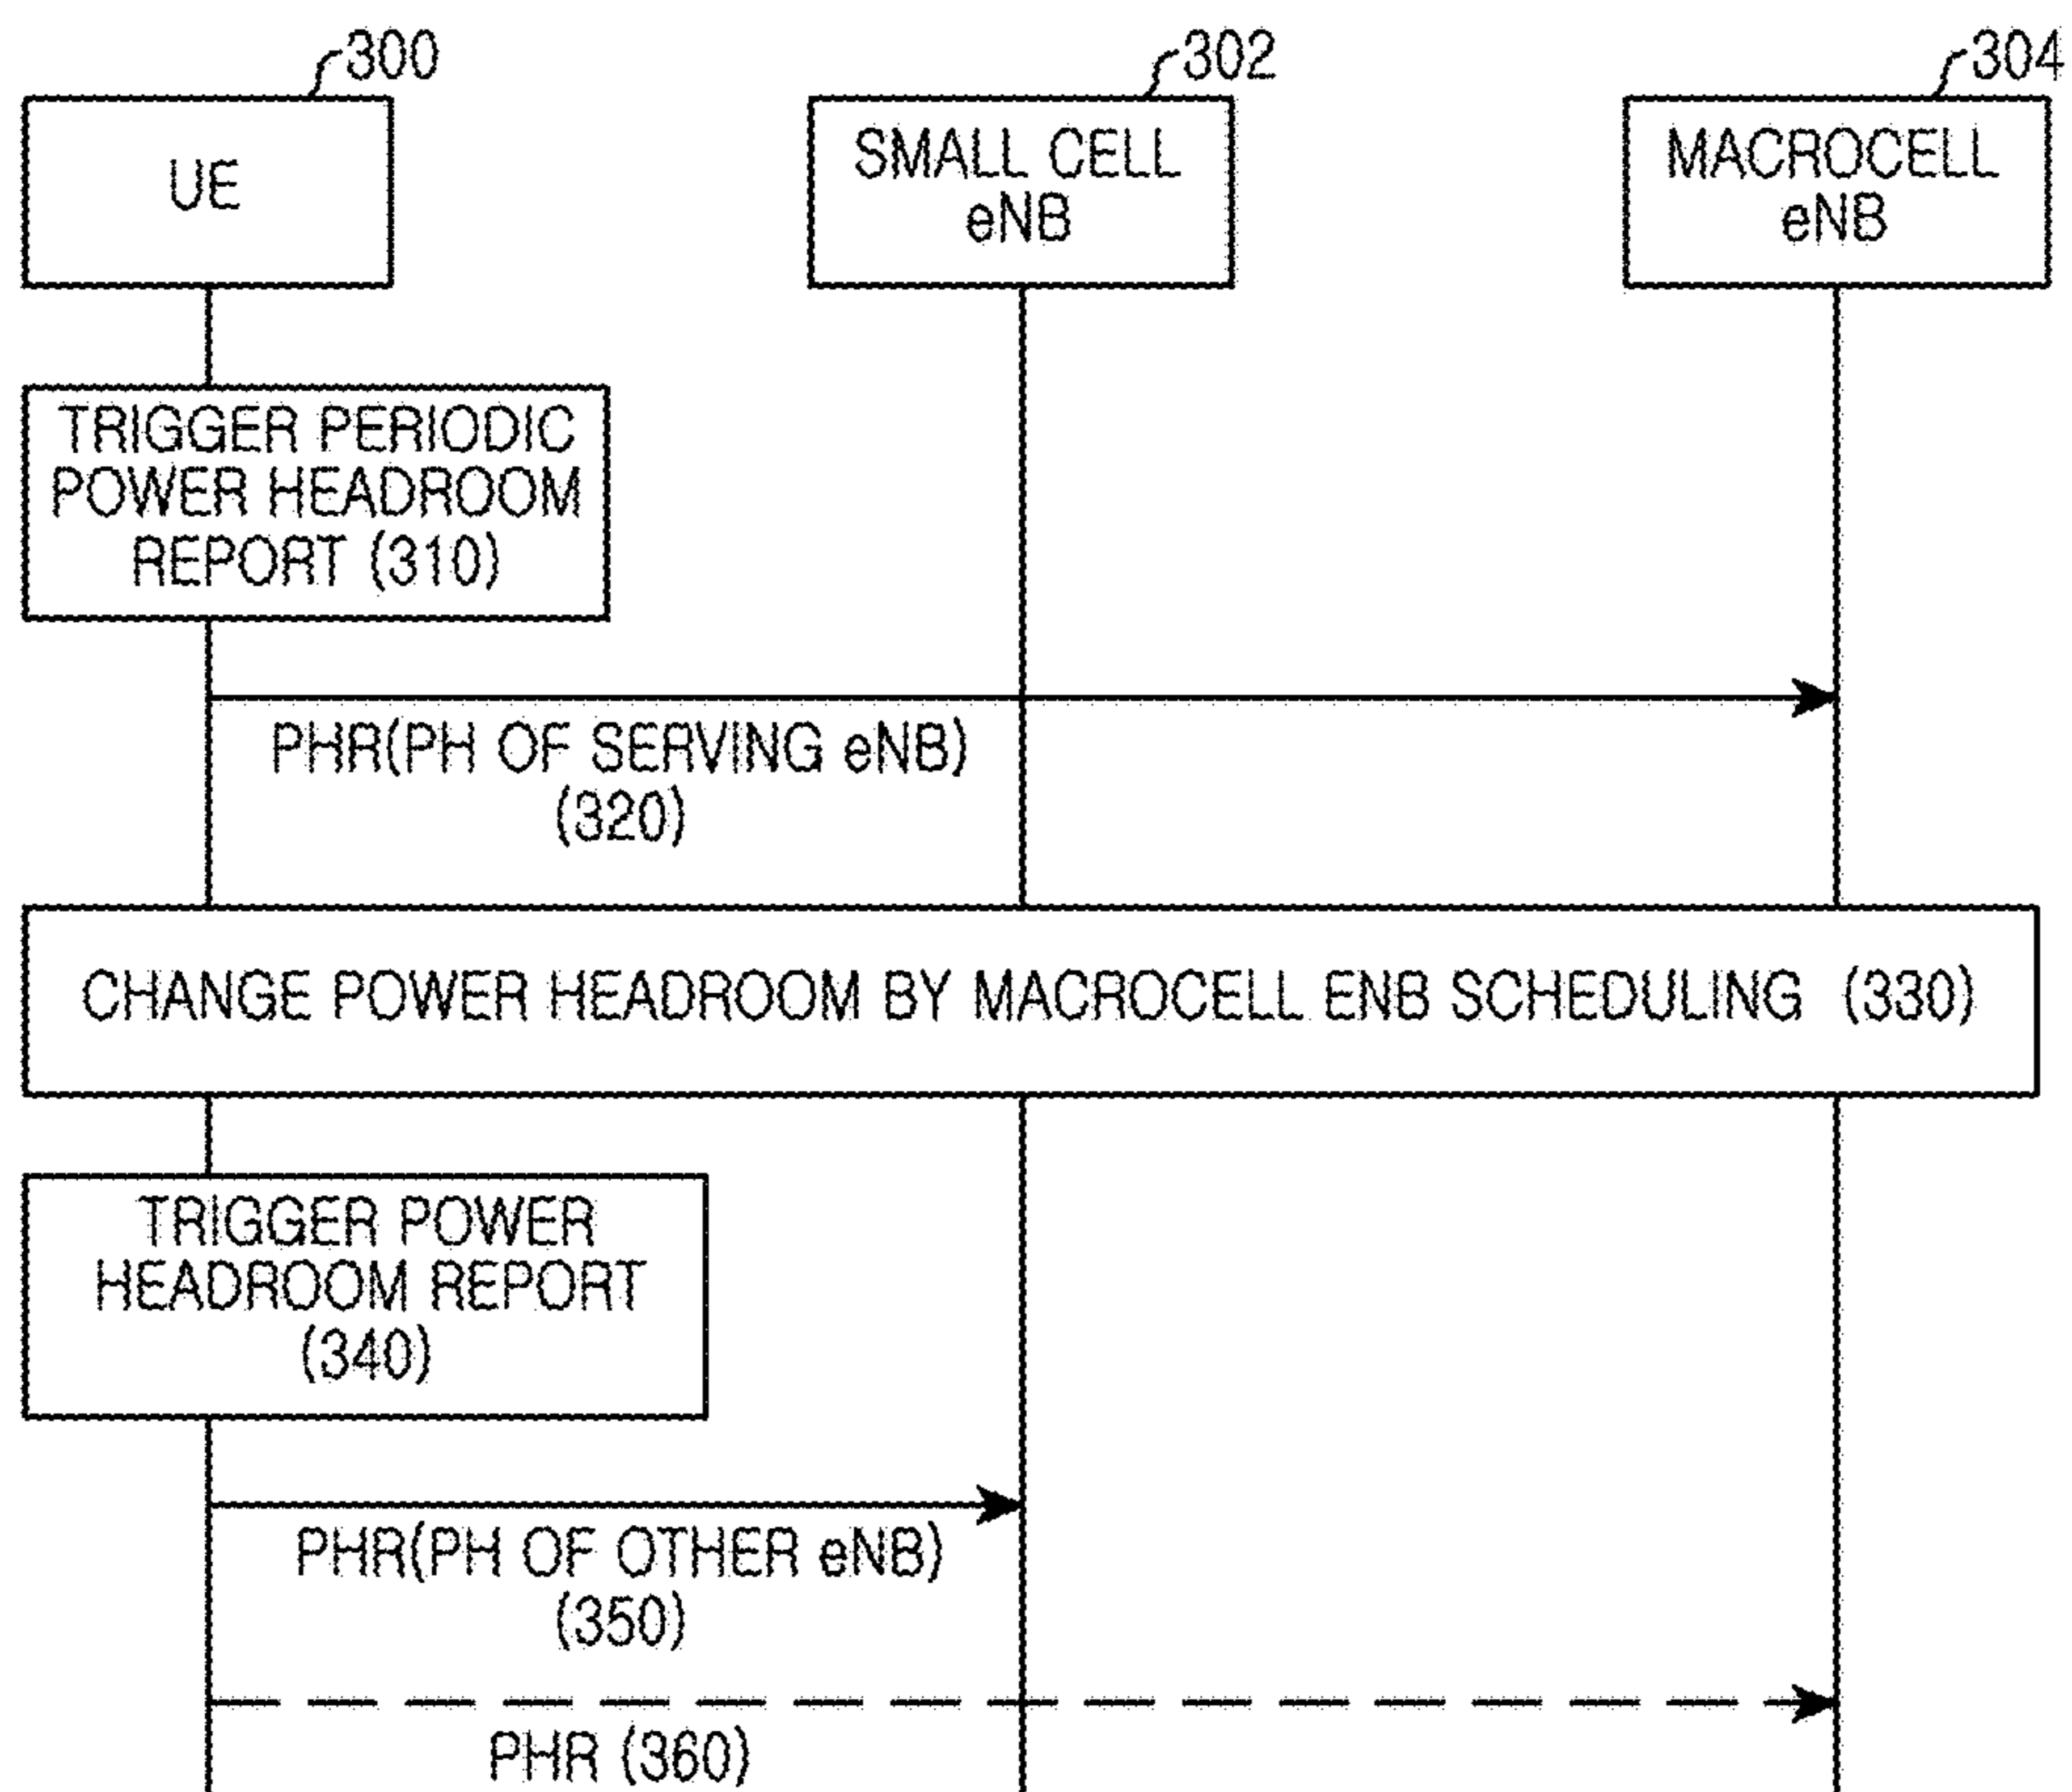 300
302
304
UE
SMALL CELL
eNB
MACROCELL
eNB
TRIGGER PERIODIC
POWER HEADROOM
REPORT (310)
PHR(PH OF SERVING eNB)
(320)
CHANGE POWER HEADROOM BY MACROCELL ENB SCHEDULING (330)
TRIGGER POWER
HEADROOM REPORT
(340)
PHR(PH OF OTHER eNB)
(350)
PHR (360)